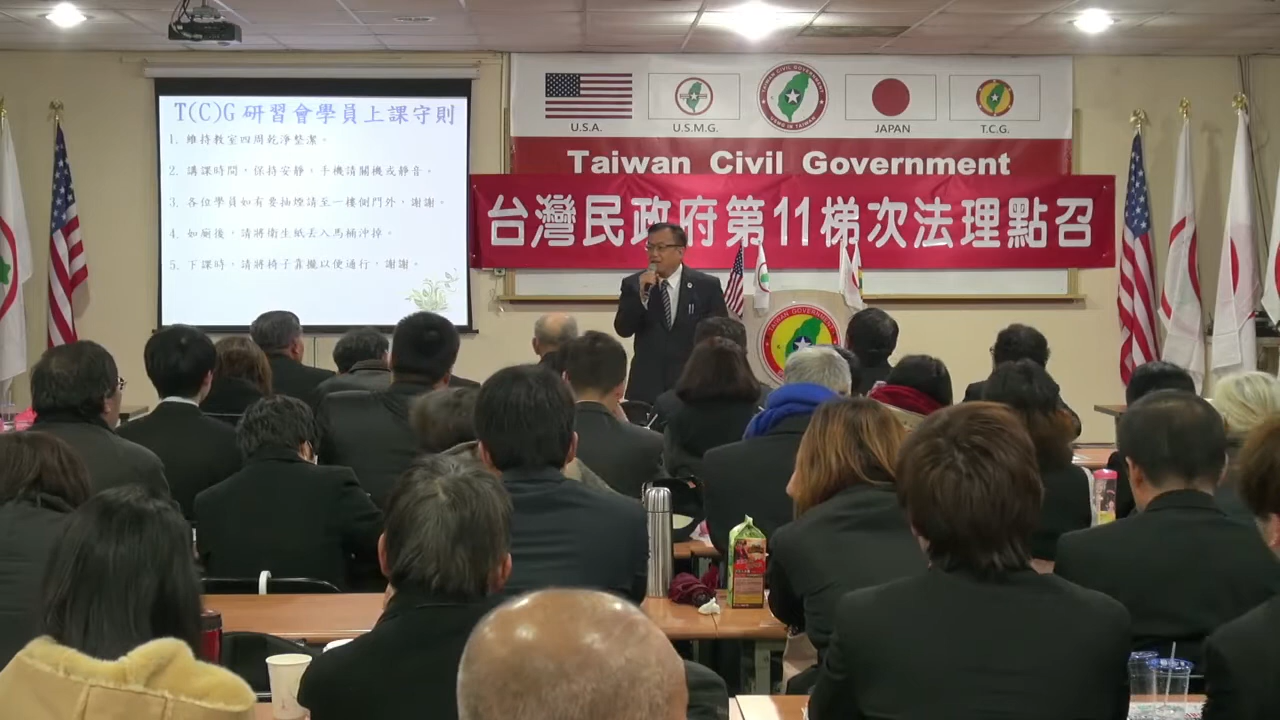 T(C)G 研習會學員上課守則
1. 維持教室四周乾淨整潔。
2. 講課時間，保持安靜，手機請關機或靜音。
3. 各位學員如有要抽煙請至一樓側門外，謝謝。
4. 如廁後，請將衛生紙丟入馬桶沖掉。
5. 下課時，請將椅子靠攏以便通行，謝謝。
U.S.A.
U.S.M.G.
TAIWAN CIVIL GOVERNMENT
JAPAN
T.C.G.
Taiwan Civil Government
台灣民政府第11梯次法理點召
TAIWAN GOVERNMENT